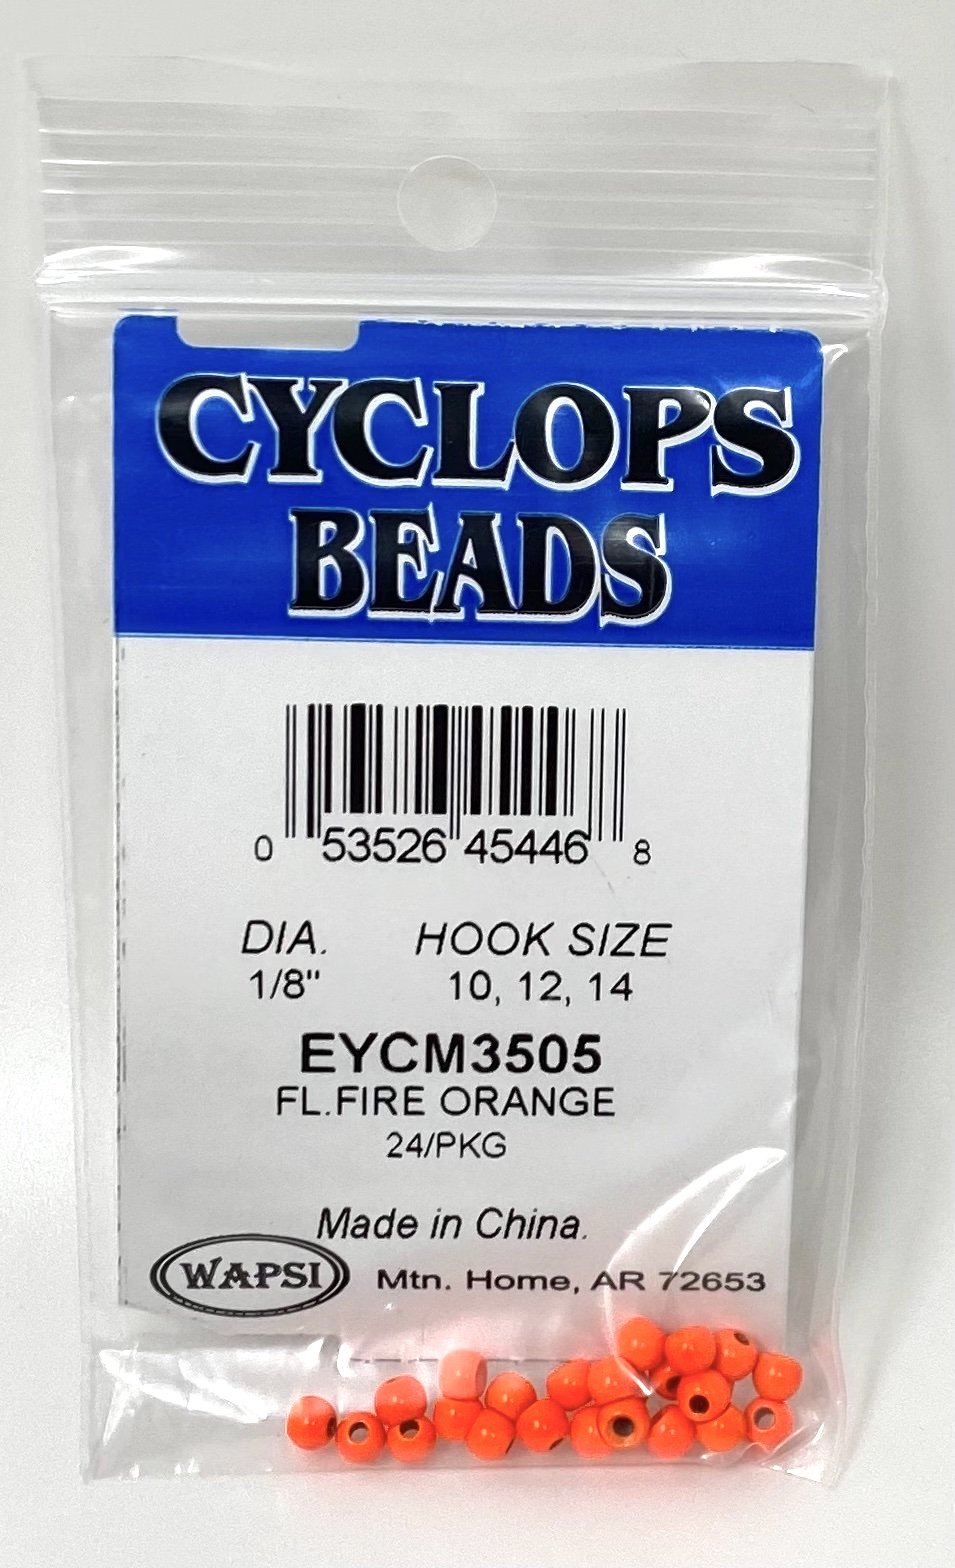 CYCLOPS
BEADS
0 53526 45446 8
DIA. HOOK SIZE
1/8" 10, 12, 14
EYCM3505
FL.FIRE ORANGE
24/PKG
Made in China.
WAPSI Mtn. Home, AR 72653